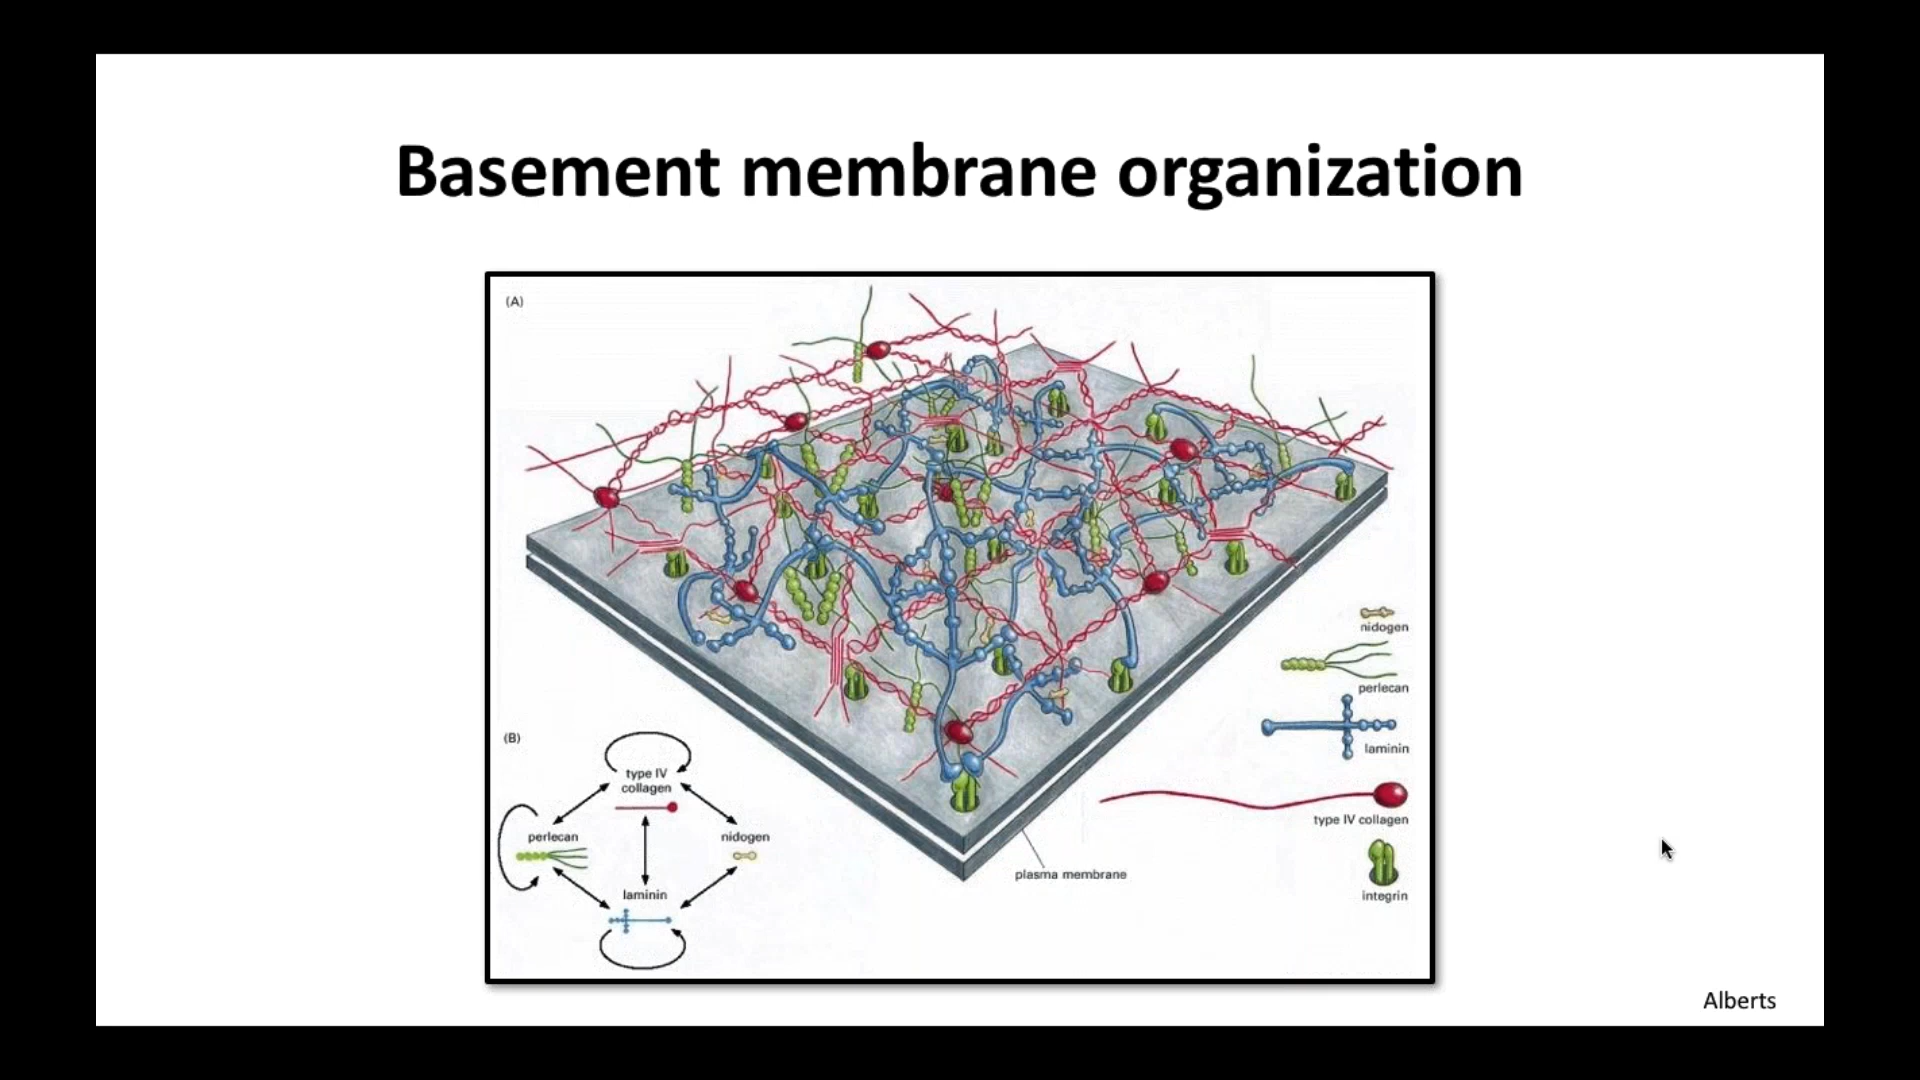 Basement membrane organization
(A)
nidogen
perlecan
laminin
type IV collagen
integrin
plasma membrane
(B)
type IV
collagen
perlecan
nidogen
laminin
Alberts